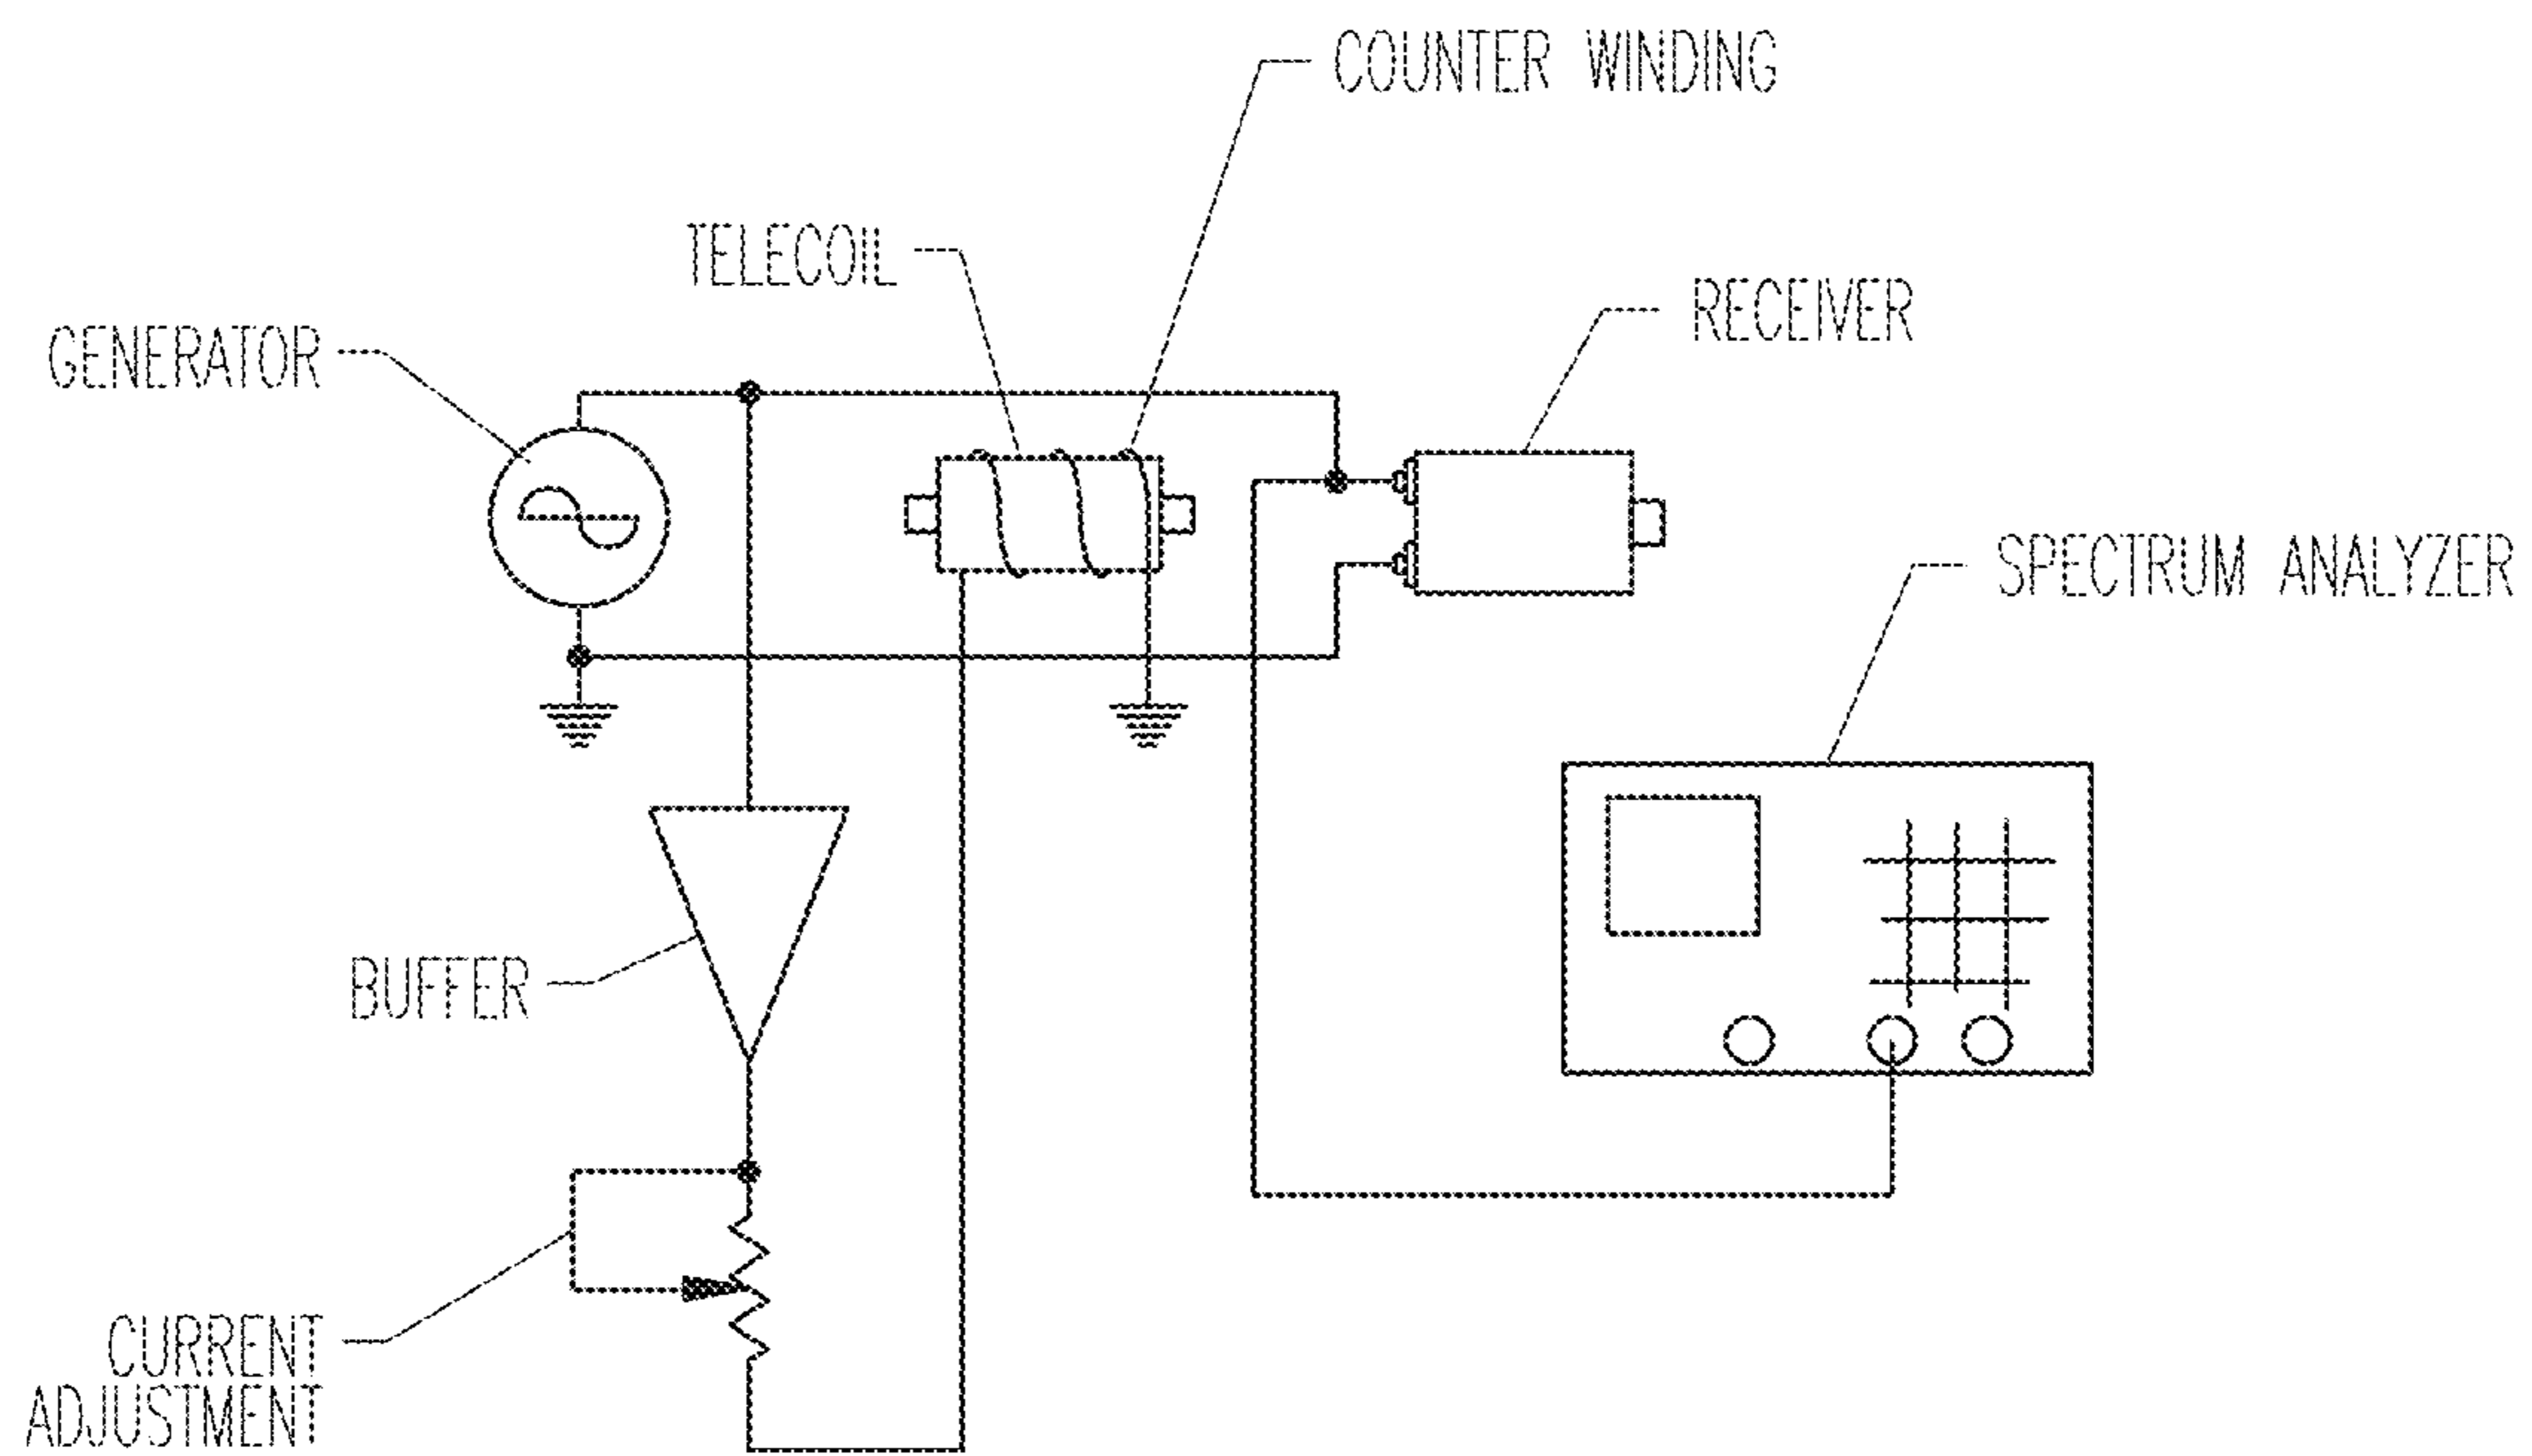 COUNTER WINDING
TELECOIL
RECEIVER
GENERATOR
SPECTRUM ANALYZER
BUFFER
CURRENT
ADJUSTMENT